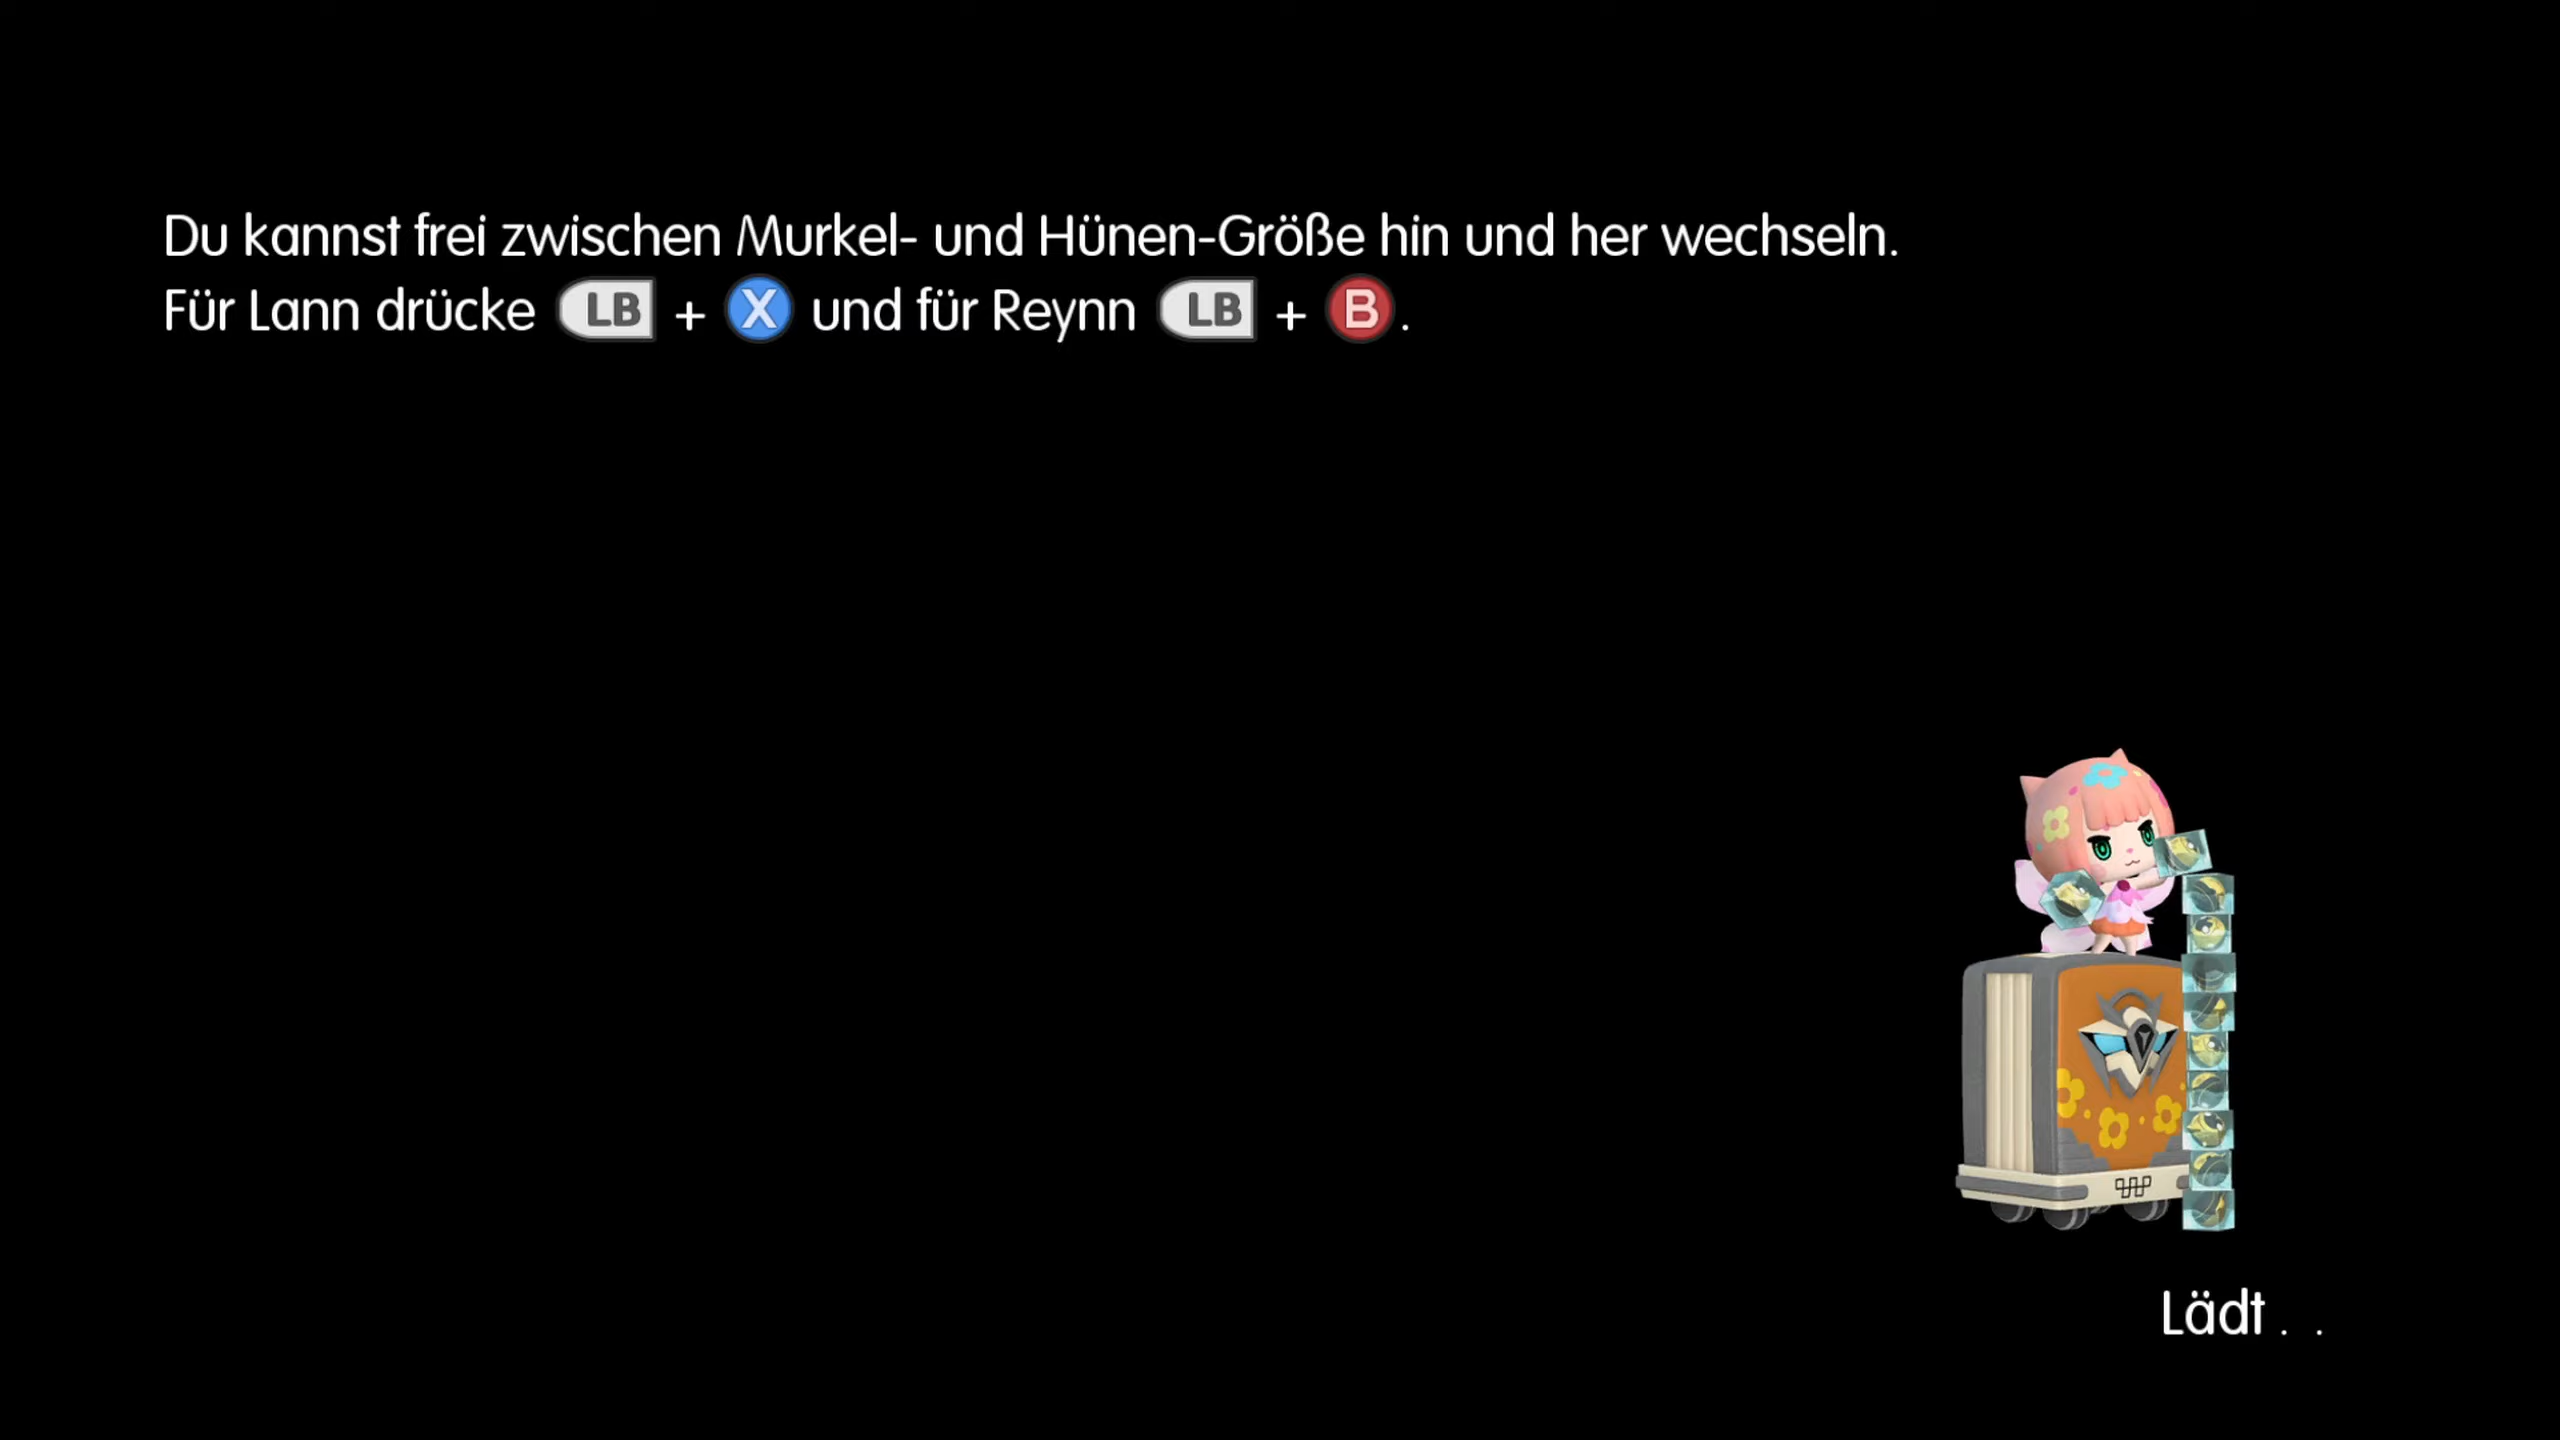 Du kannst frei zwischen Murkel- und Hünen-Größe hin und her wechseln.
Für Lann drücke LB + X und für Reynn LB + B.
Lädt . .